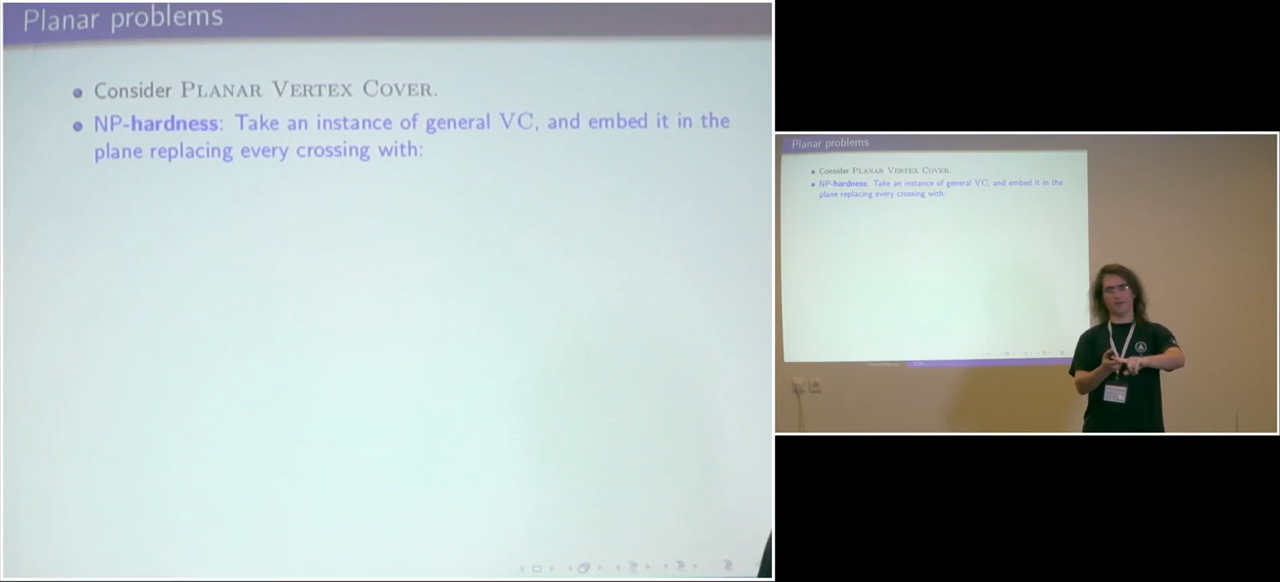 Planar problems
Consider PLANAR VERTEX COVER.
NP-hardness: Take an instance of general VC, and embed it in the
plane replacing every crossing with:
Planar problems
Consider PLANAR VERTEX COVER.
NP-hardness: Take an instance of general VC, and embed it in the
plane replacing every crossing with: